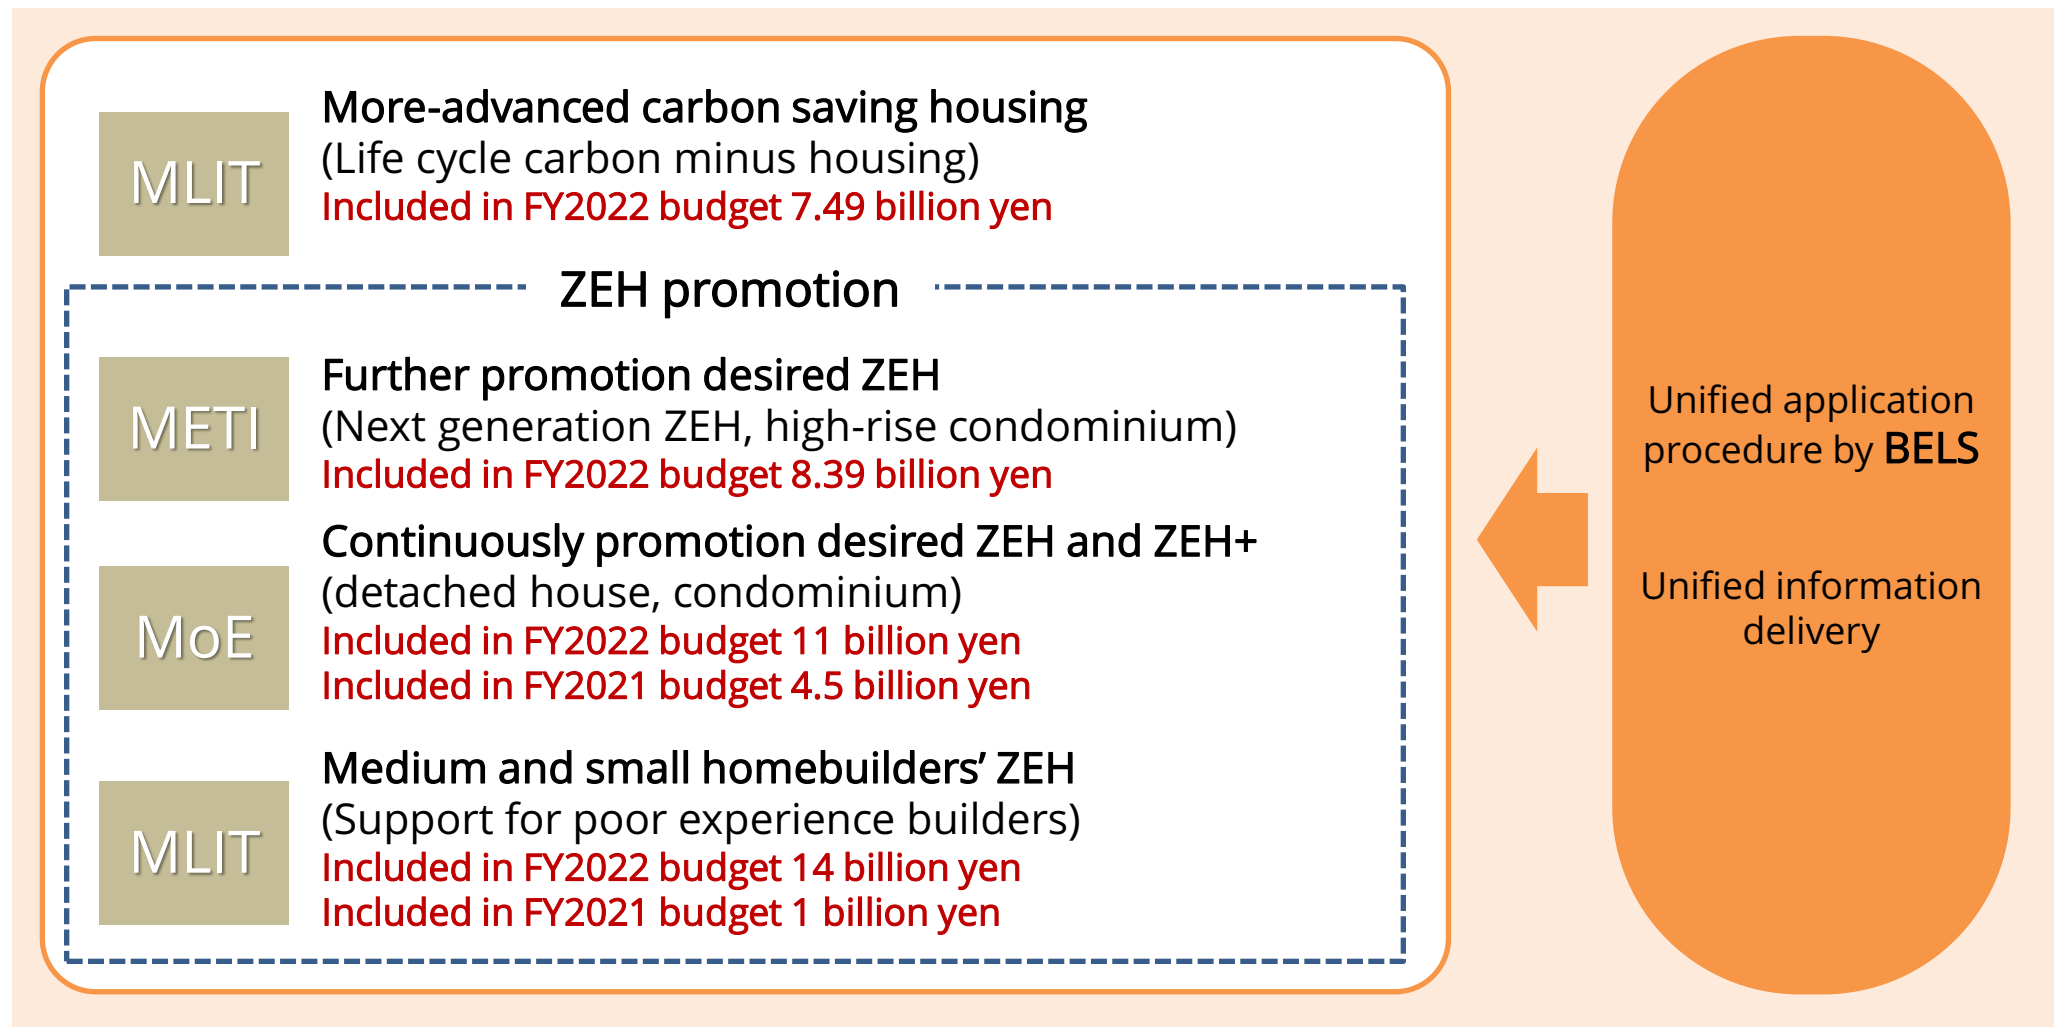 MLIT
More-advanced carbon saving housing
(Life cycle carbon minus housing)
Included in FY2022 budget 7.49 billion yen
ZEH promotion
METI
Further promotion desired ZEH
(Next generation ZEH, high-rise condominium)
Included in FY2022 budget 8.39 billion yen
MoE
Continuously promotion desired ZEH and ZEH+
(detached house, condominium)
Included in FY2022 budget 11 billion yen
Included in FY2021 budget 4.5 billion yen
MLIT
Medium and small homebuilders’ ZEH
(Support for poor experience builders)
Included in FY2022 budget 14 billion yen
Included in FY2021 budget 1 billion yen
Unified application
procedure by BELS
Unified information
delivery